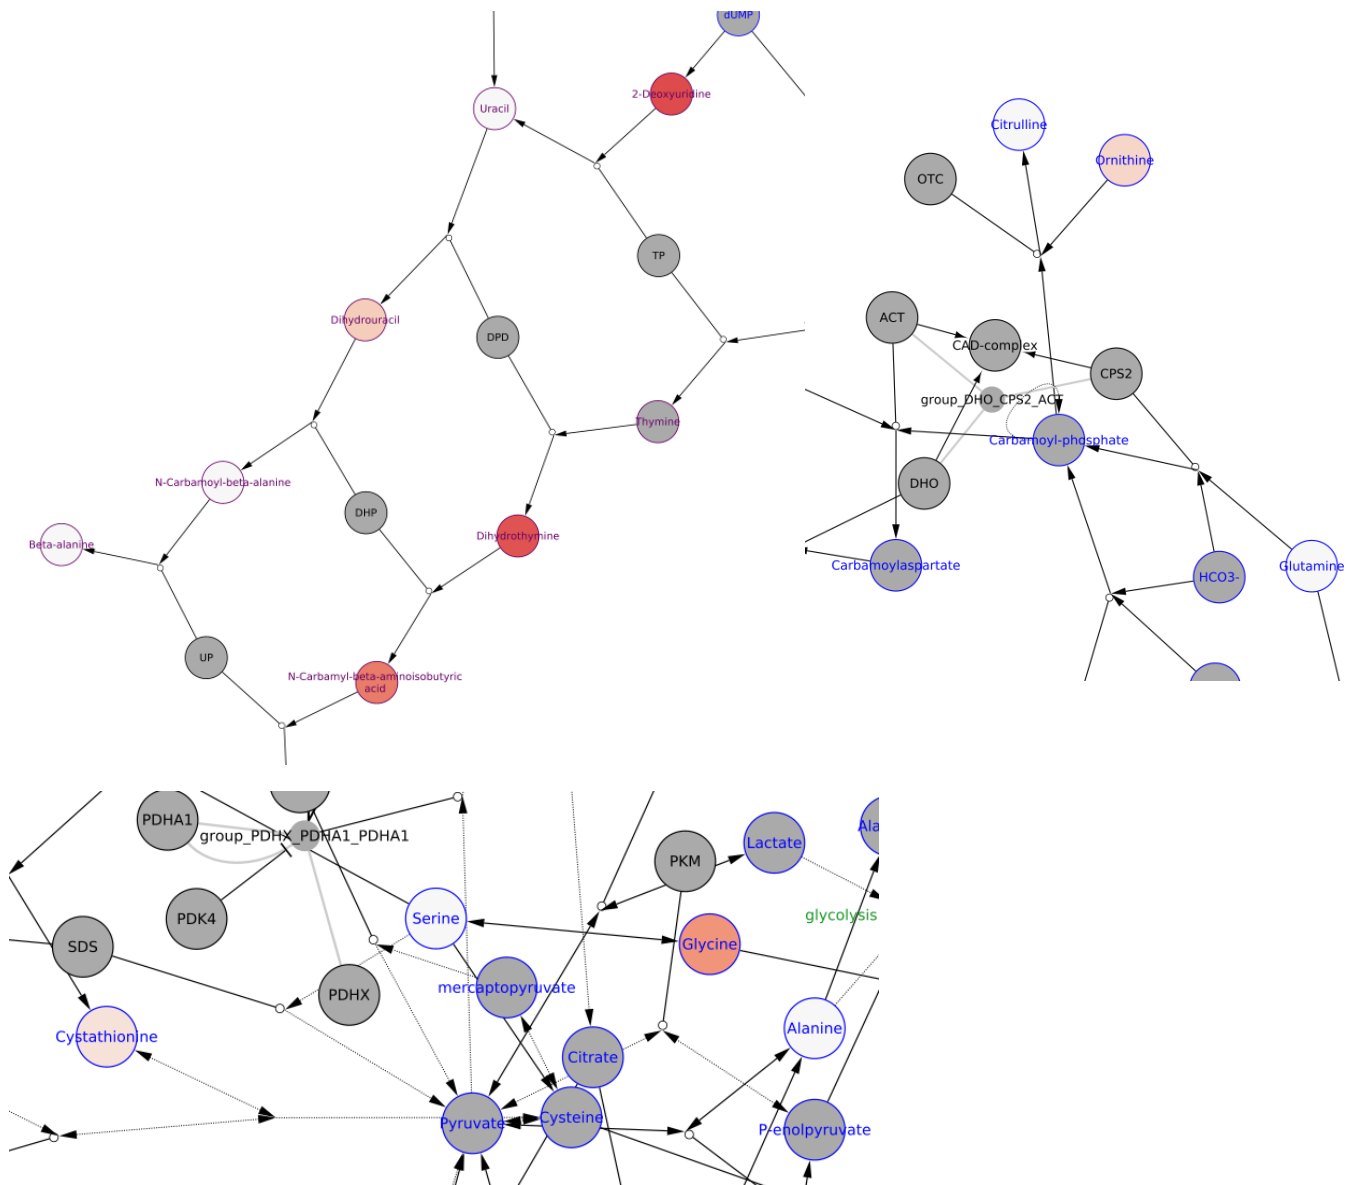 dUMP
2-Deoxyuridine
Uracil
TP
Dihydrouracil
DPD
Thymine
N-Carbamoyl-beta-alanine
DHP
Dihydrothymine
Beta-alanine
UP
N-Carbamyl-beta-aminoisobutyric
acid
Citrulline
Ornithine
OTC
ACT
CAD-complex
CPS2
group_DHO_CPS2_ACT
Carbamoyl-phosphate
DHO
Carbamoylaspartate
HCO3-
Glutamine
PDHA1
group_PDHX_PDHA1_PDHA1
PKM
Lactate
Ala
PDK4
Serine
glycolysis
SDS
Glycine
PDHX
mercaptopyruvate
Cystathionine
Citrate
Alanine
Pyruvate
Cysteine
P-enolpyruvate